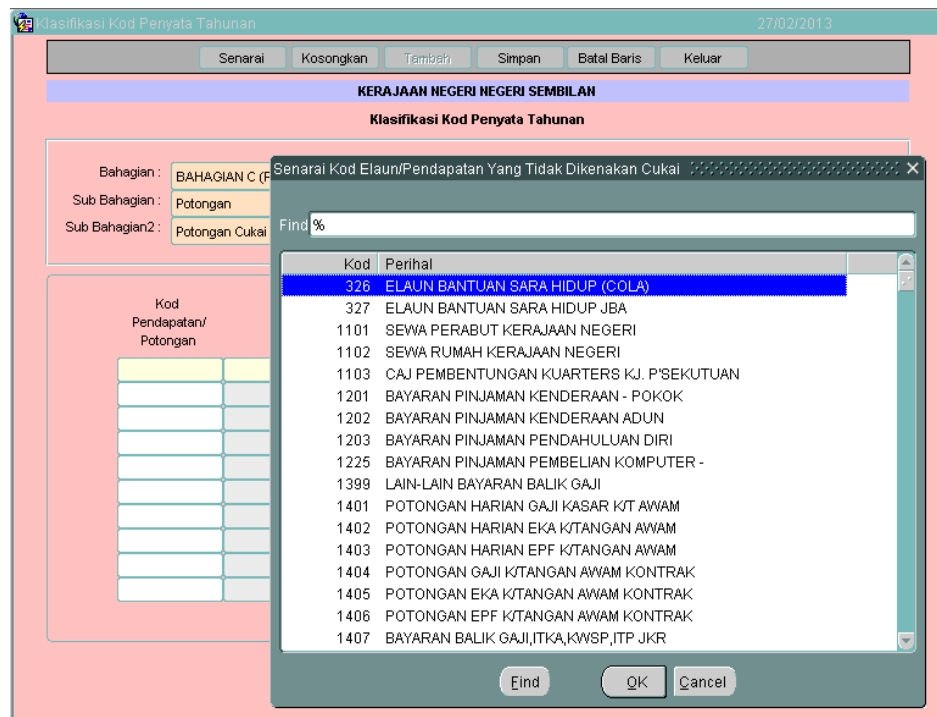 Klasifikasi Kod Penyata Tahunan 27/02/2013
Senarai Kosongkan Tambah Simpan Batal Baris Keluar
KERAJAAN NEGERI NEGERI SEMBILAN
Klasifikasi Kod Penyata Tahunan
Bahagian : BAHAGIAN C (
Sub Bahagian : Potongan
Sub Bahagian2 : Potongan Cukai
Kod
Pendapatan/
Potongan
Senarai Kod Elaun/Pendapatan Yang Tidak Dikenakan Cukai
Find %
Kod Perihal
326 ELAUN BANTUAN SARA HIDUP (COLA)
327 ELAUN BANTUAN SARA HIDUP JBA
1101 SEWA PERABUT KERAJAAN NEGERI
1102 SEWA RUMAH KERAJAAN NEGERI
1103 CAJ PEMBENTUNGAN KUARTERS KJ. P'SEKUTUAN
1201 BAYARAN PINJAMAN KENDERAAN - POKOK
1202 BAYARAN PINJAMAN KENDERAAN ADUN
1203 BAYARAN PINJAMAN PENDAHULUAN DIRI
1225 BAYARAN PINJAMAN PEMBELIAN KOMPUTER -
1399 LAIN-LAIN BAYARAN BALIK GAJI
1401 POTONGAN HARIAN GAJI KASAR K/T AWAM
1402 POTONGAN HARIAN EKA K/TANGAN AWAM
1403 POTONGAN HARIAN EPF K/TANGAN AWAM
1404 POTONGAN GAJI K/TANGAN AWAM KONTRAK
1405 POTONGAN EKA K/TANGAN AWAM KONTRAK
1406 POTONGAN EPF K/TANGAN AWAM KONTRAK
1407 BAYARAN BALIK GAJI,ITKA,KWSP,ITP JKR
Find OK Cancel